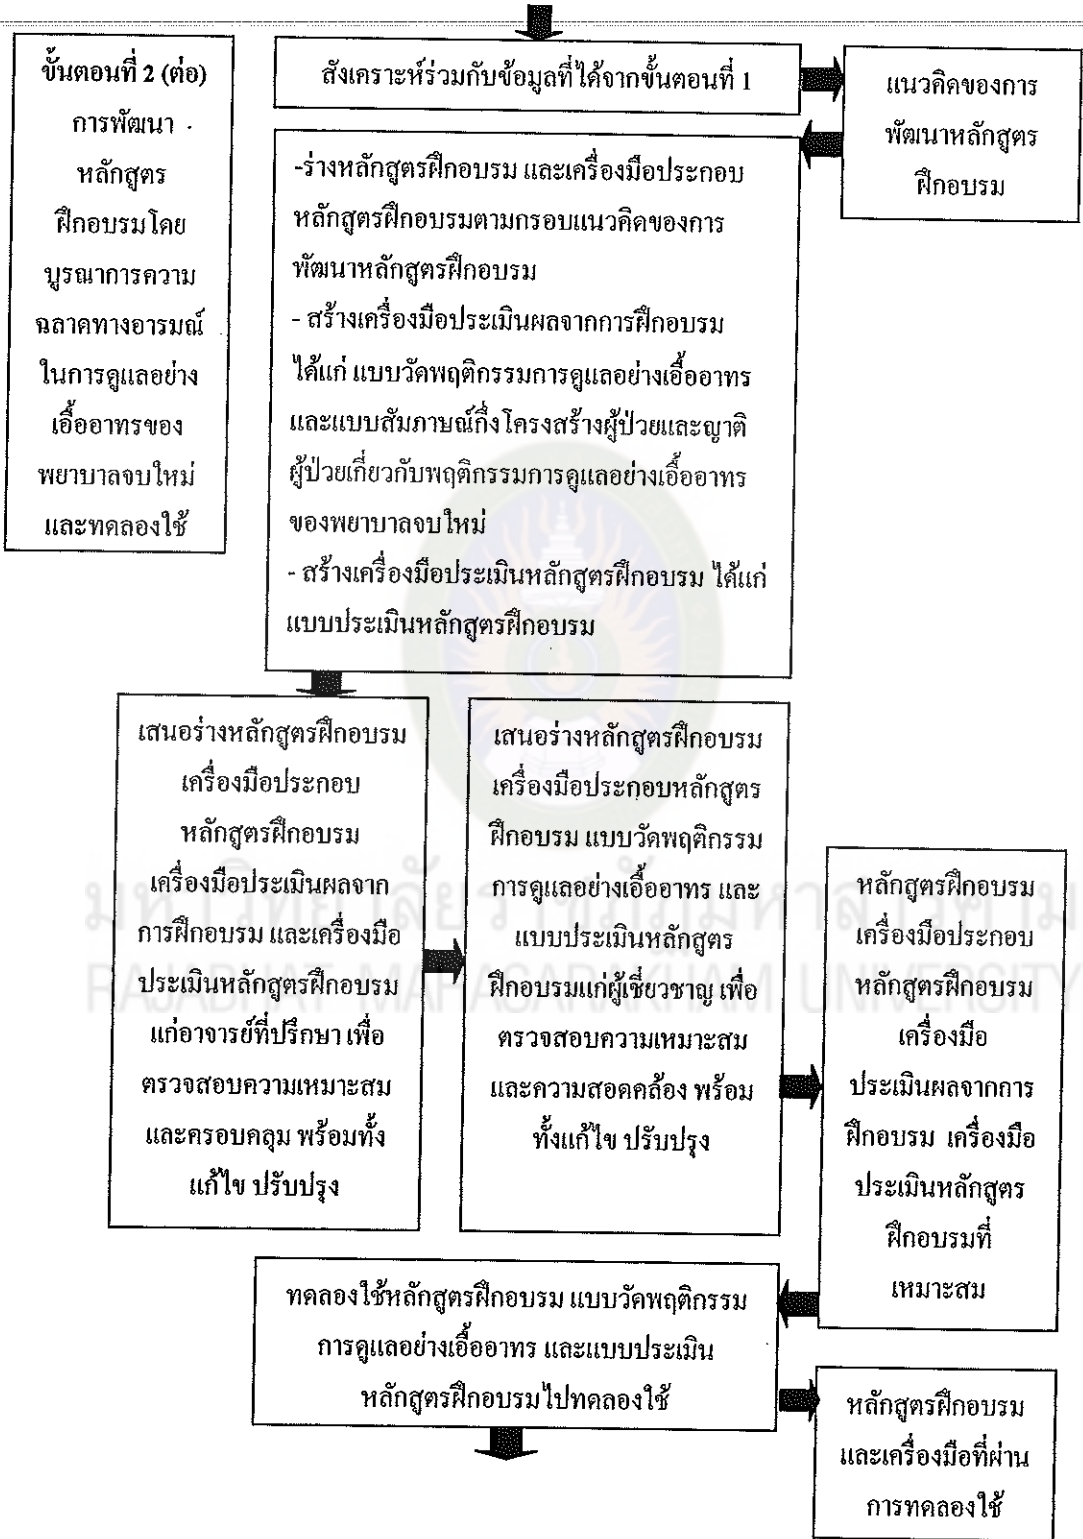 ขั้นตอนที่ 2 (ต่อ)
การพัฒนา
หลักสูตร
ฝึกอบรมโดย
บูรณาการความ
ฉลาดทางอารมณ์
ในการดูแลอย่าง
เอื้ออาทรของ
พยาบาลจบใหม่
และทดลองใช้
สังเคราะห์ร่วมกับข้อมูลที่ได้จากขั้นตอนที่ 1
แนวคิดของการ
พัฒนาหลักสูตร
ฝึกอบรม
-ร่างหลักสูตรฝึกอบรม และเครื่องมือประกอบ
หลักสูตรฝึกอบรมตามกรอบแนวคิดของการ
พัฒนาหลักสูตรฝึกอบรม
- สร้างเครื่องมือประเมินผลจากการฝึกอบรม
ได้แก่ แบบวัดพฤติกรรมการดูแลอย่างเอื้ออาทร
และแบบสัมภาษณ์กึ่งโครงสร้างผู้ป่วยและญาติ
ผู้ป่วยเกี่ยวกับพฤติกรรมการดูแลอย่างเอื้ออาทร
ของพยาบาลจบใหม่
- สร้างเครื่องมือประเมินหลักสูตรฝึกอบรม ได้แก่
แบบประเมินหลักสูตรฝึกอบรม
เสนอร่างหลักสูตรฝึกอบรม
เครื่องมือประกอบ
หลักสูตรฝึกอบรม
เครื่องมือประเมินผลจาก
การฝึกอบรม และเครื่องมือ
ประเมินหลักสูตรฝึกอบรม
แก่อาจารย์ที่ปรึกษา เพื่อ
ตรวจสอบความเหมาะสม
และครอบคลุม พร้อมทั้ง
แก้ไข ปรับปรุง
เสนอร่างหลักสูตรฝึกอบรม
เครื่องมือประกอบหลักสูตร
ฝึกอบรม แบบวัดพฤติกรรม
การดูแลอย่างเอื้ออาทร และ
แบบประเมินหลักสูตร
ฝึกอบรมแก่ผู้เชี่ยวชาญ เพื่อ
ตรวจสอบความเหมาะสม
และความสอดคล้อง พร้อม
ทั้งแก้ไข ปรับปรุง
หลักสูตรฝึกอบรม
เครื่องมือประกอบ
หลักสูตรฝึกอบรม
เครื่องมือ
ประเมินผลจากการ
ฝึกอบรม เครื่องมือ
ประเมินหลักสูตร
ฝึกอบรมที่
เหมาะสม
ทดลองใช้หลักสูตรฝึกอบรม แบบวัดพฤติกรรม
การดูแลอย่างเอื้ออาทร และแบบประเมิน
หลักสูตรฝึกอบรมไปทดลองใช้
หลักสูตรฝึกอบรม
และเครื่องมือที่ผ่าน
การทดลองใช้
มหาวิทยาลัยราชภัฏมหาสารคาม
RAJABHAT MAHASARAKHAM UNIVERSITY